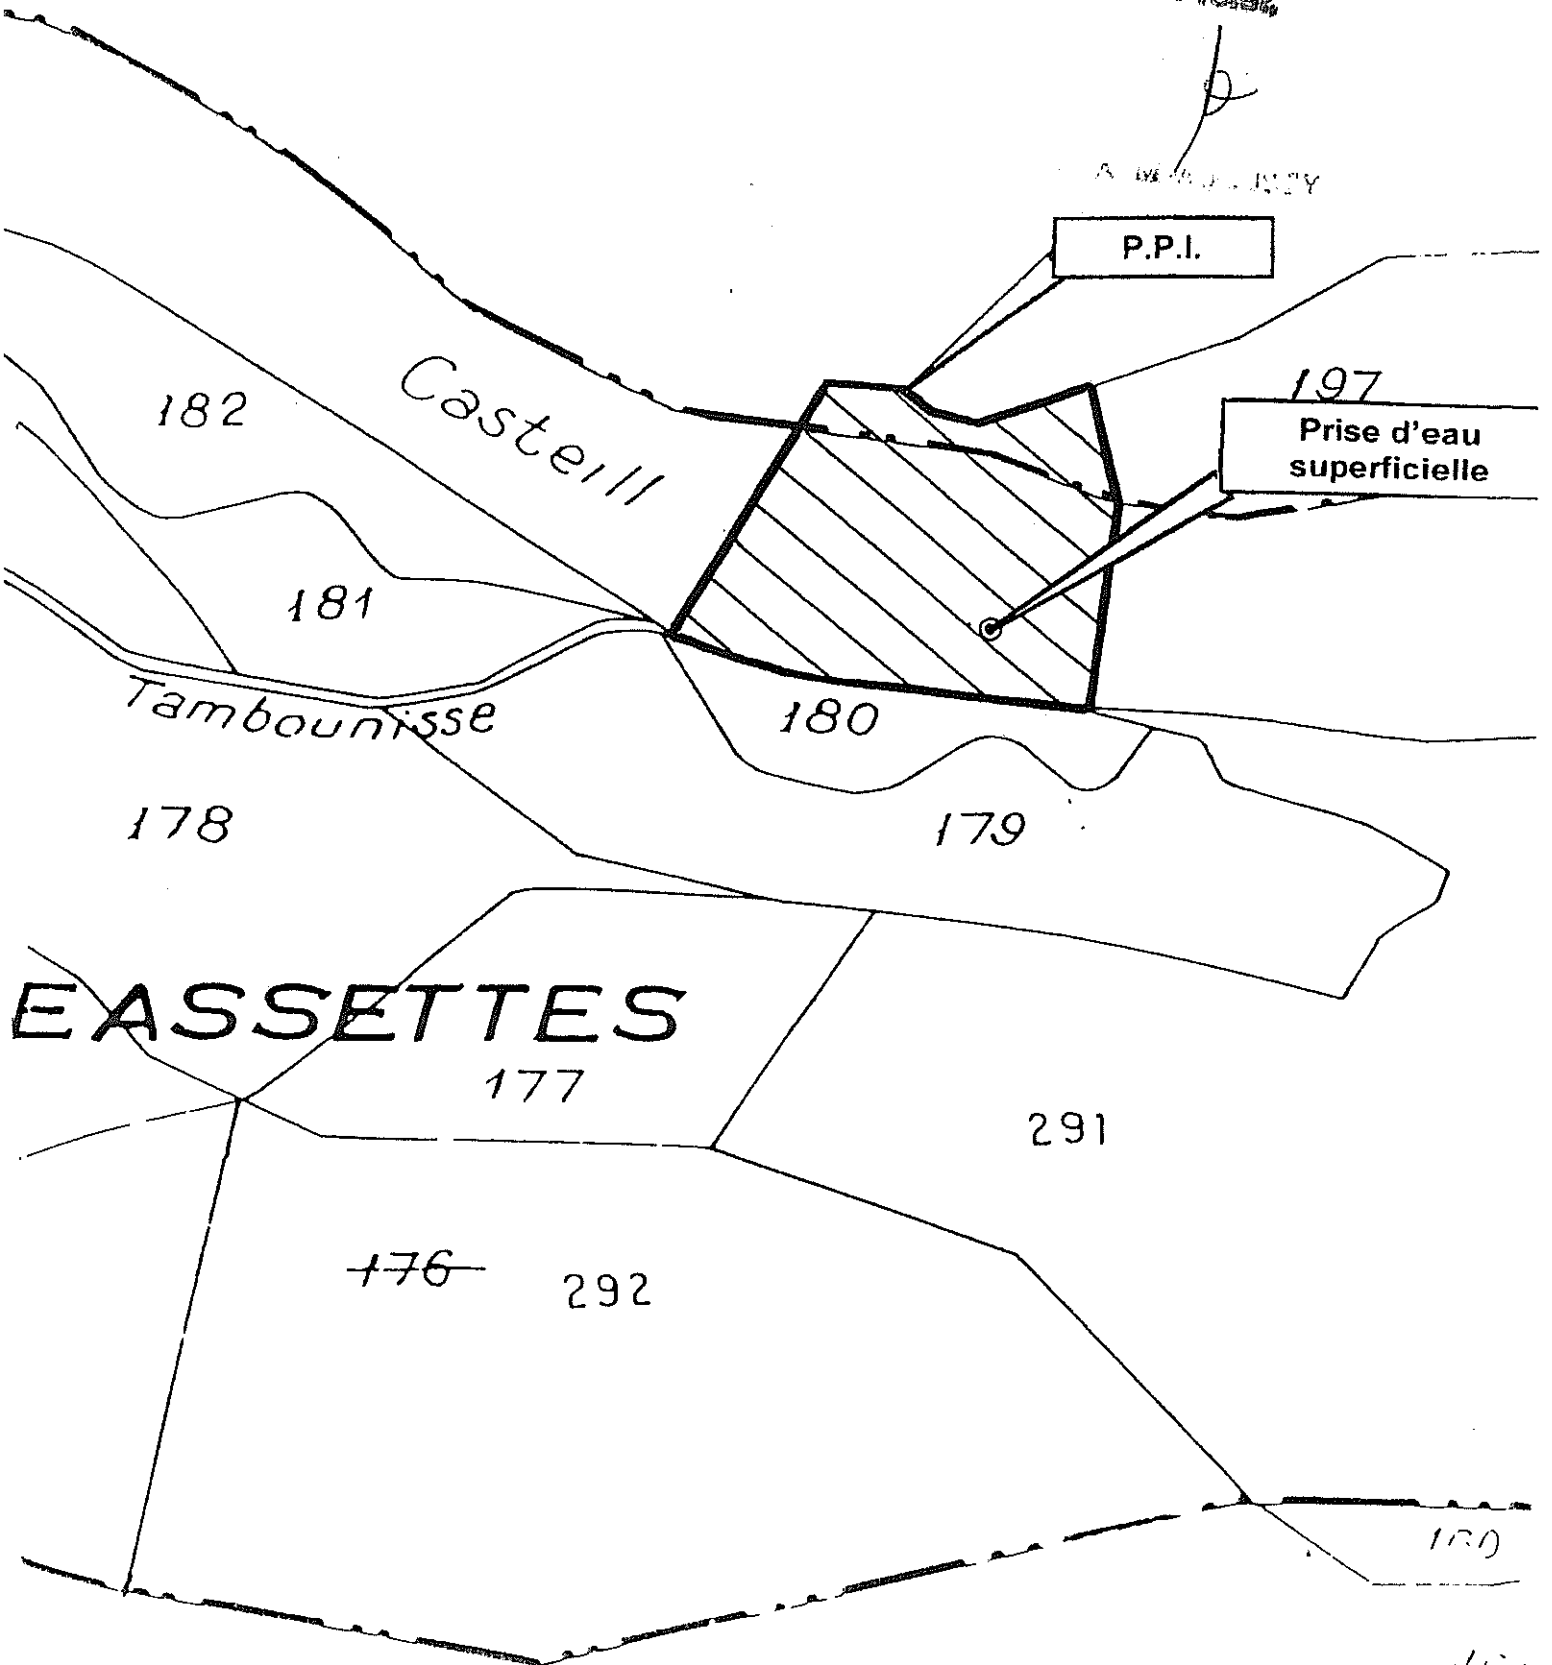 P.P.I.
197
Prise d'eau
superficielle
182
Casteill
181
Tambounisse
180
178
179
EASSETTES
177
291
176
292